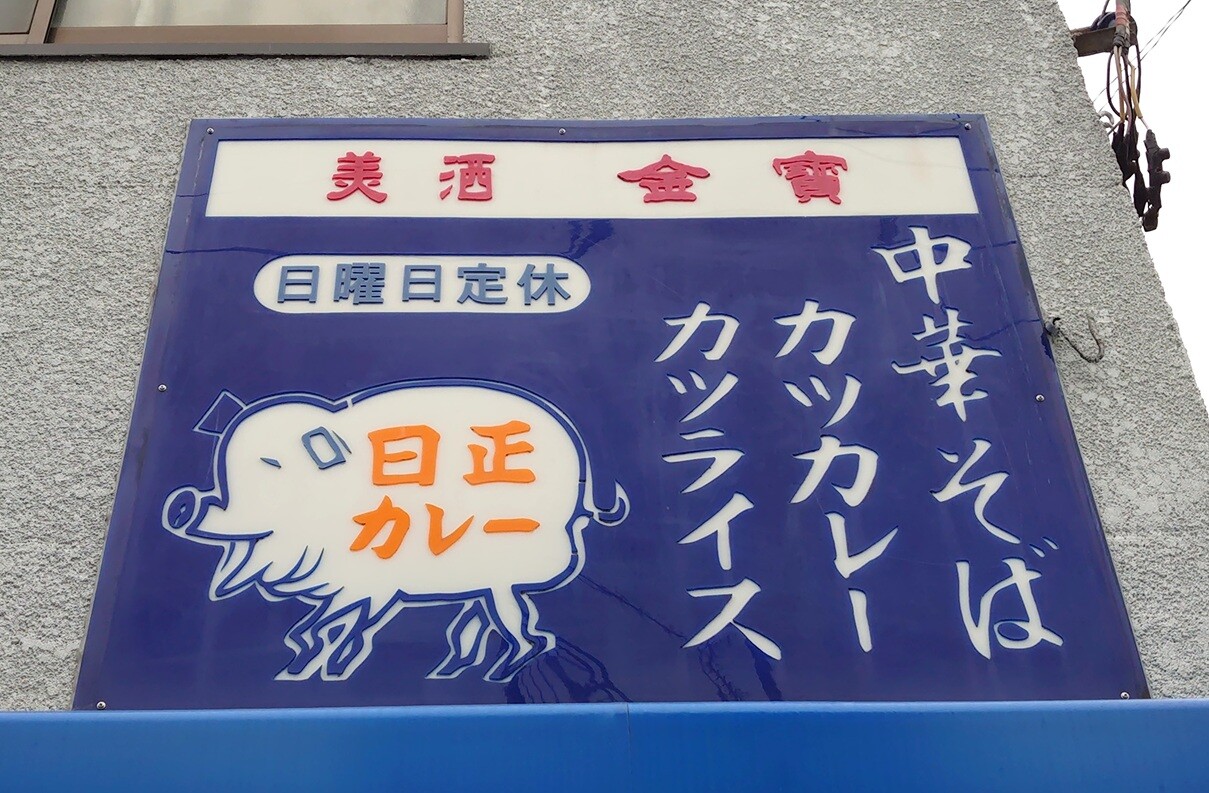 美酒 金寳
日曜日定休
中華そば
カツカレー
カツライス
日正
カレー